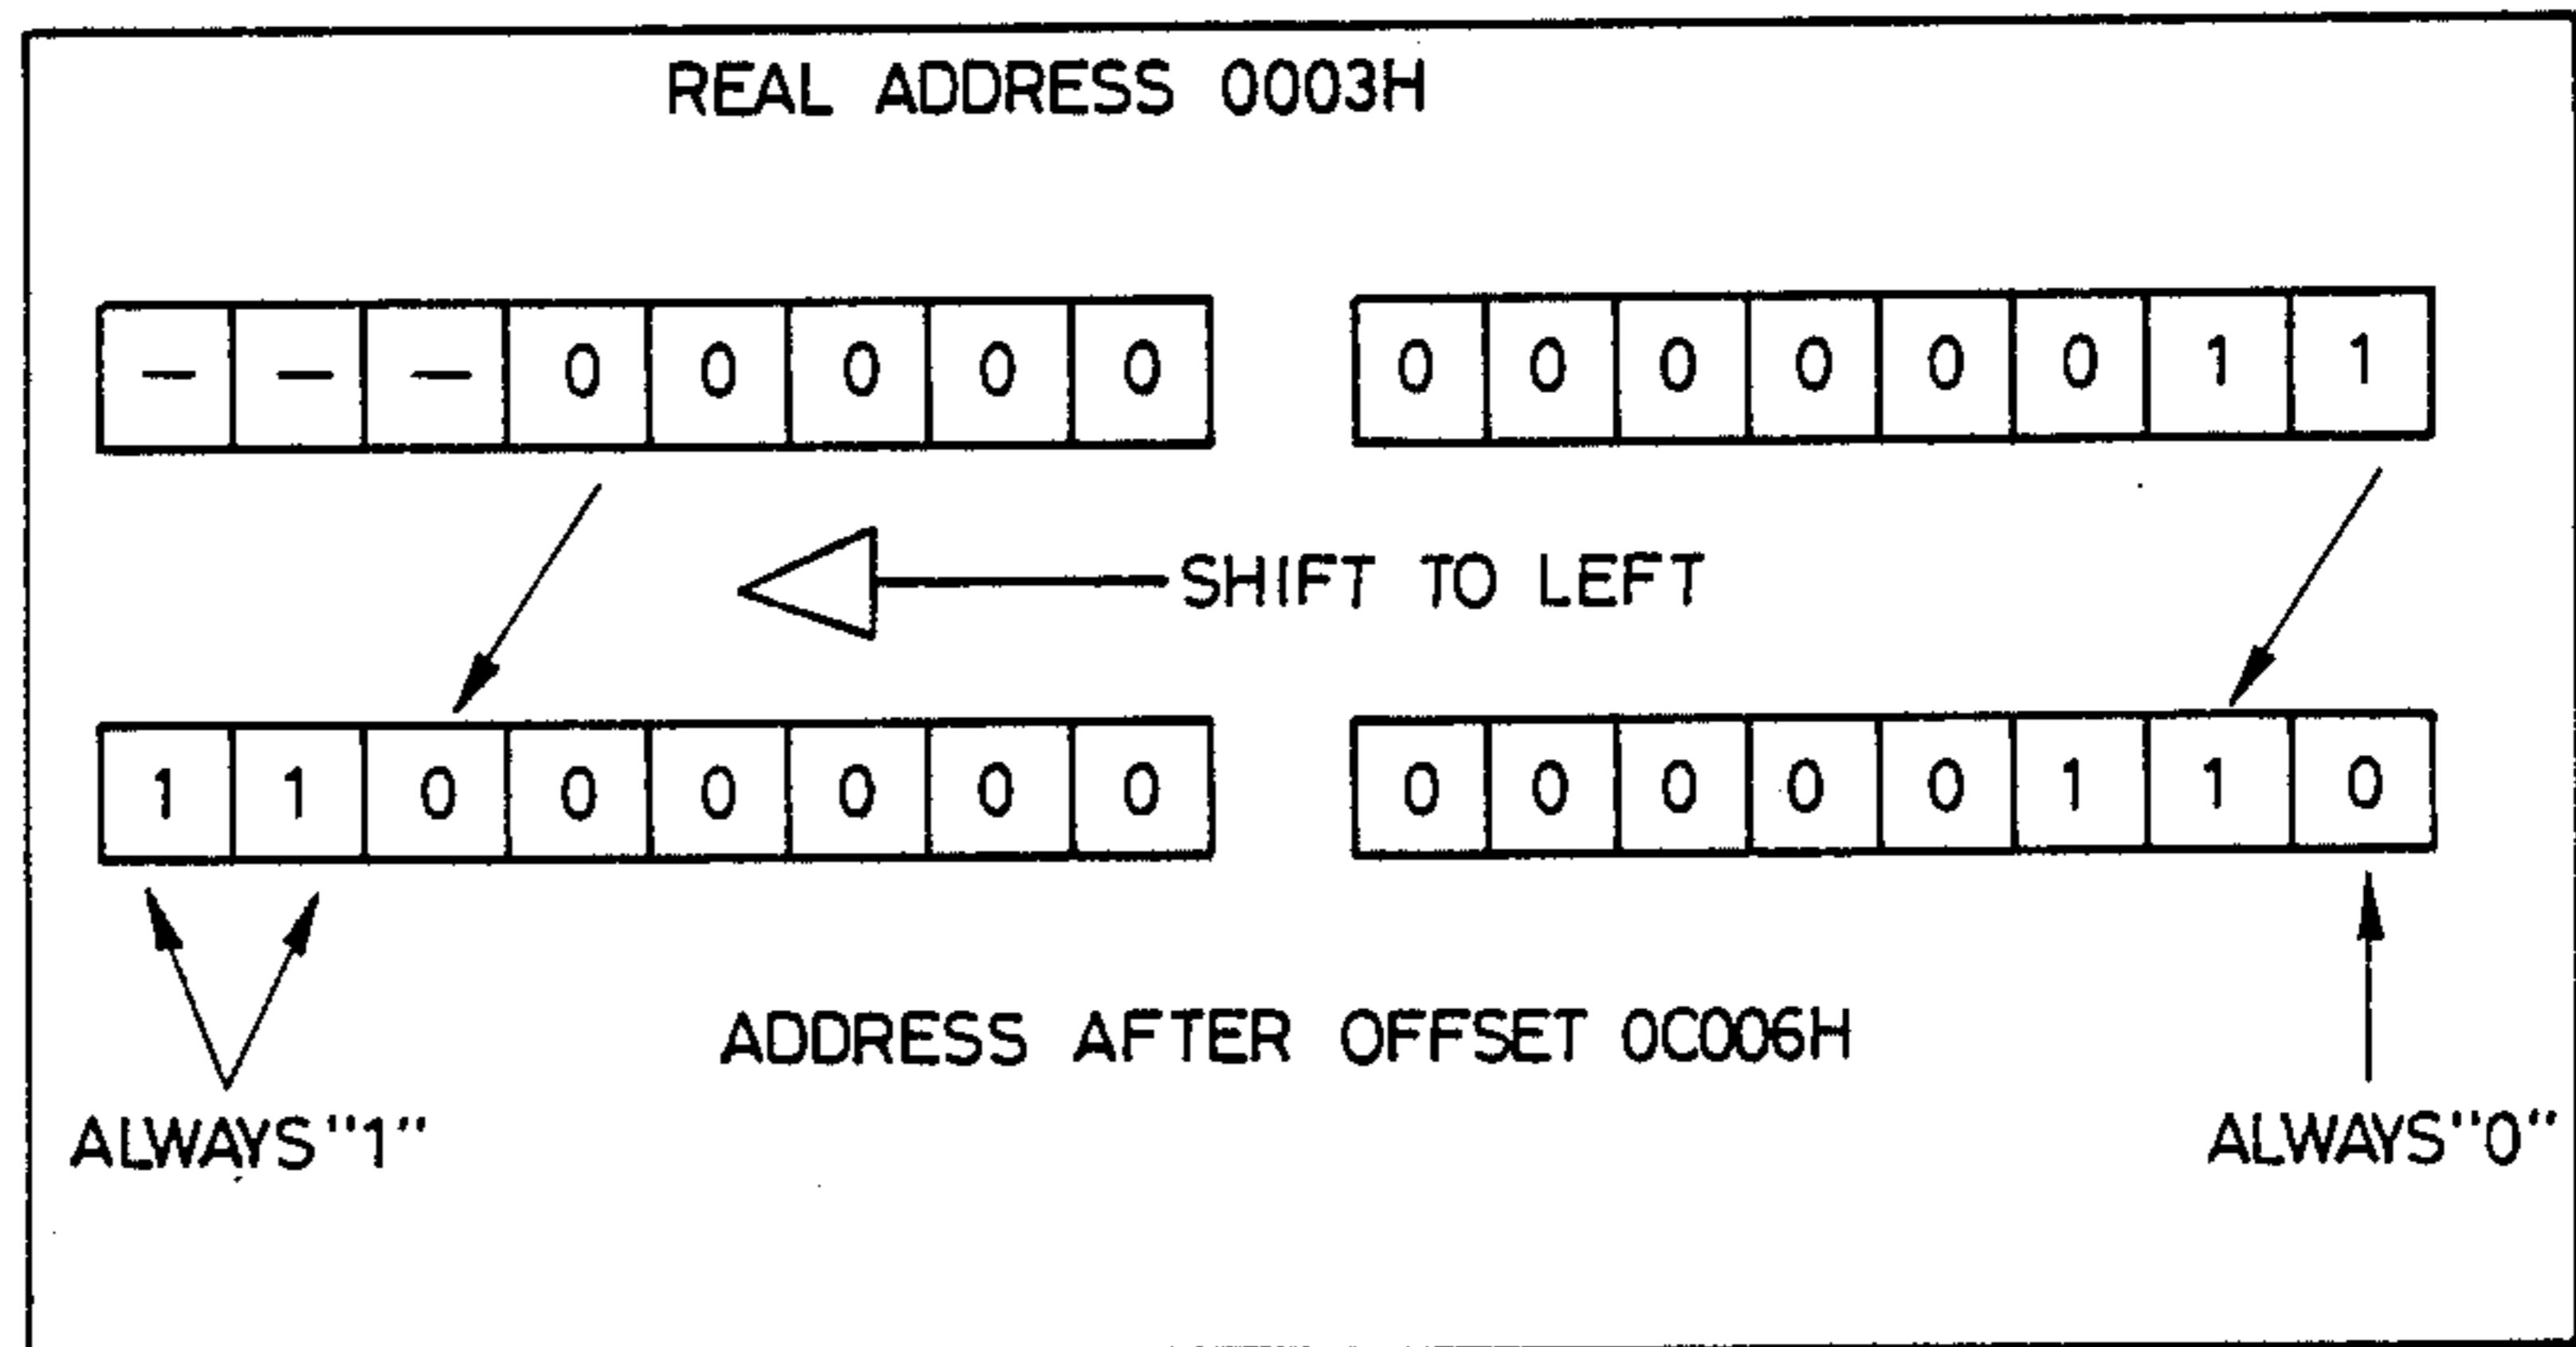 REAL ADDRESS 0003H
- - - 0 0 0 0 0 0 0 0 0 0 0 1 1
SHIFT TO LEFT
1 1 0 0 0 0 0 0 0 0 0 0 0 1 1 0
ADDRESS AFTER OFFSET 0C006H
ALWAYS"1" ALWAYS"0"